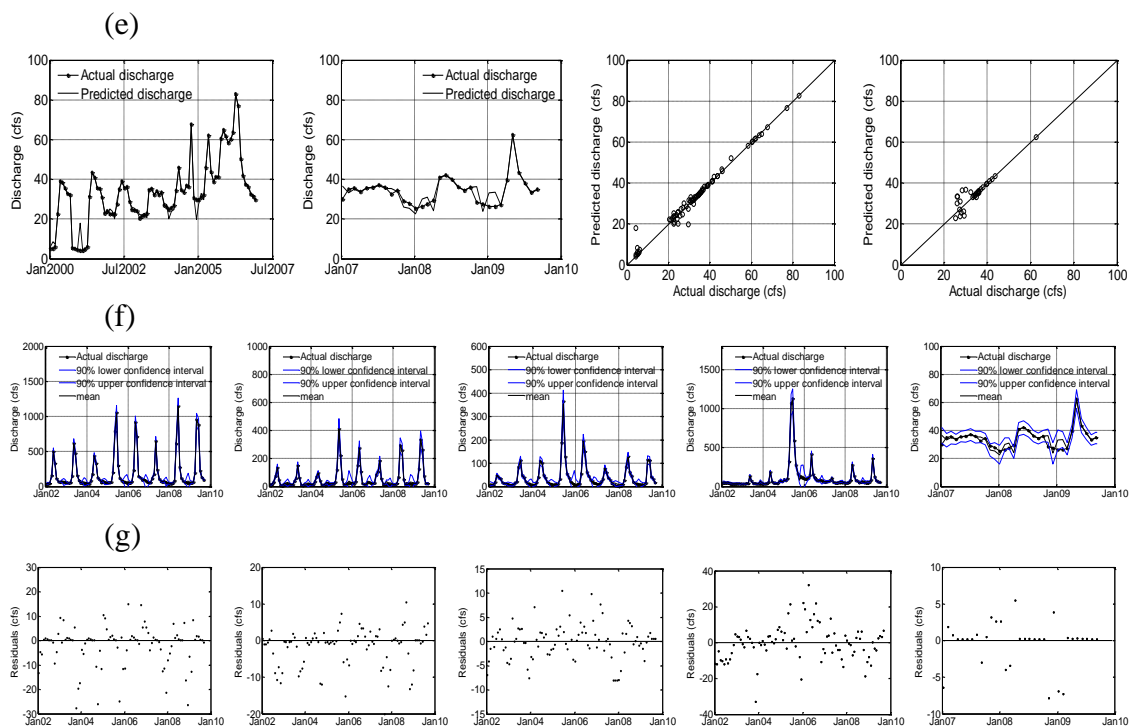 (e)
100
80
60
40
20
0
Discharge (cfs)
Actual discharge
Predicted discharge
Jan2000
Jul2002
Jan2005
Jul2007
100
80
60
40
20
0
Discharge (cfs)
Actual discharge
Predicted discharge
Jan07
Jan08
Jan09
Jan10
100
80
60
40
20
0
Predicted discharge (cfs)
0 20 40 60 80 100
Actual discharge (cfs)
100
80
60
40
20
0
Predicted discharge (cfs)
0 20 40 60 80 100
Actual discharge (cfs)
(f)
2000
1500
1000
500
0
Discharge (cfs)
Actual discharge
90% lower confidence interval
90% upper confidence interval
mean
Jan02 Jan04 Jan06 Jan08 Jan10
1000
800
600
400
200
0
Discharge (cfs)
Actual discharge
90% lower confidence interval
90% upper confidence interval
mean
Jan02 Jan04 Jan06 Jan08 Jan10
600
500
400
300
200
100
0
Discharge (cfs)
Actual discharge
90% lower confidence interval
90% upper confidence interval
mean
Jan02 Jan04 Jan06 Jan08 Jan10
2000
1500
1000
500
0
Discharge (cfs)
Actual discharge
90% lower confidence interval
90% upper confidence interval
mean
Jan02 Jan04 Jan06 Jan08 Jan10
100
80
60
40
20
0
Discharge (cfs)
Actual discharge
90% lower confidence interval
90% upper confidence interval
mean
Jan07 Jan08 Jan09 Jan10
(g)
30
20
10
0
-10
-20
-30
Residuals (cfs)
Jan02 Jan04 Jan06 Jan08 Jan10
20
10
0
-10
-20
Residuals (cfs)
Jan02 Jan04 Jan06 Jan08 Jan10
15
10
5
0
-5
-10
-15
Residuals (cfs)
Jan02 Jan04 Jan06 Jan08 Jan10
40
20
0
-20
-40
Residuals (cfs)
Jan02 Jan04 Jan06 Jan08 Jan10
10
5
0
-5
-10
Residuals (cfs)
Jan07 Jan08 Jan09 Jan10